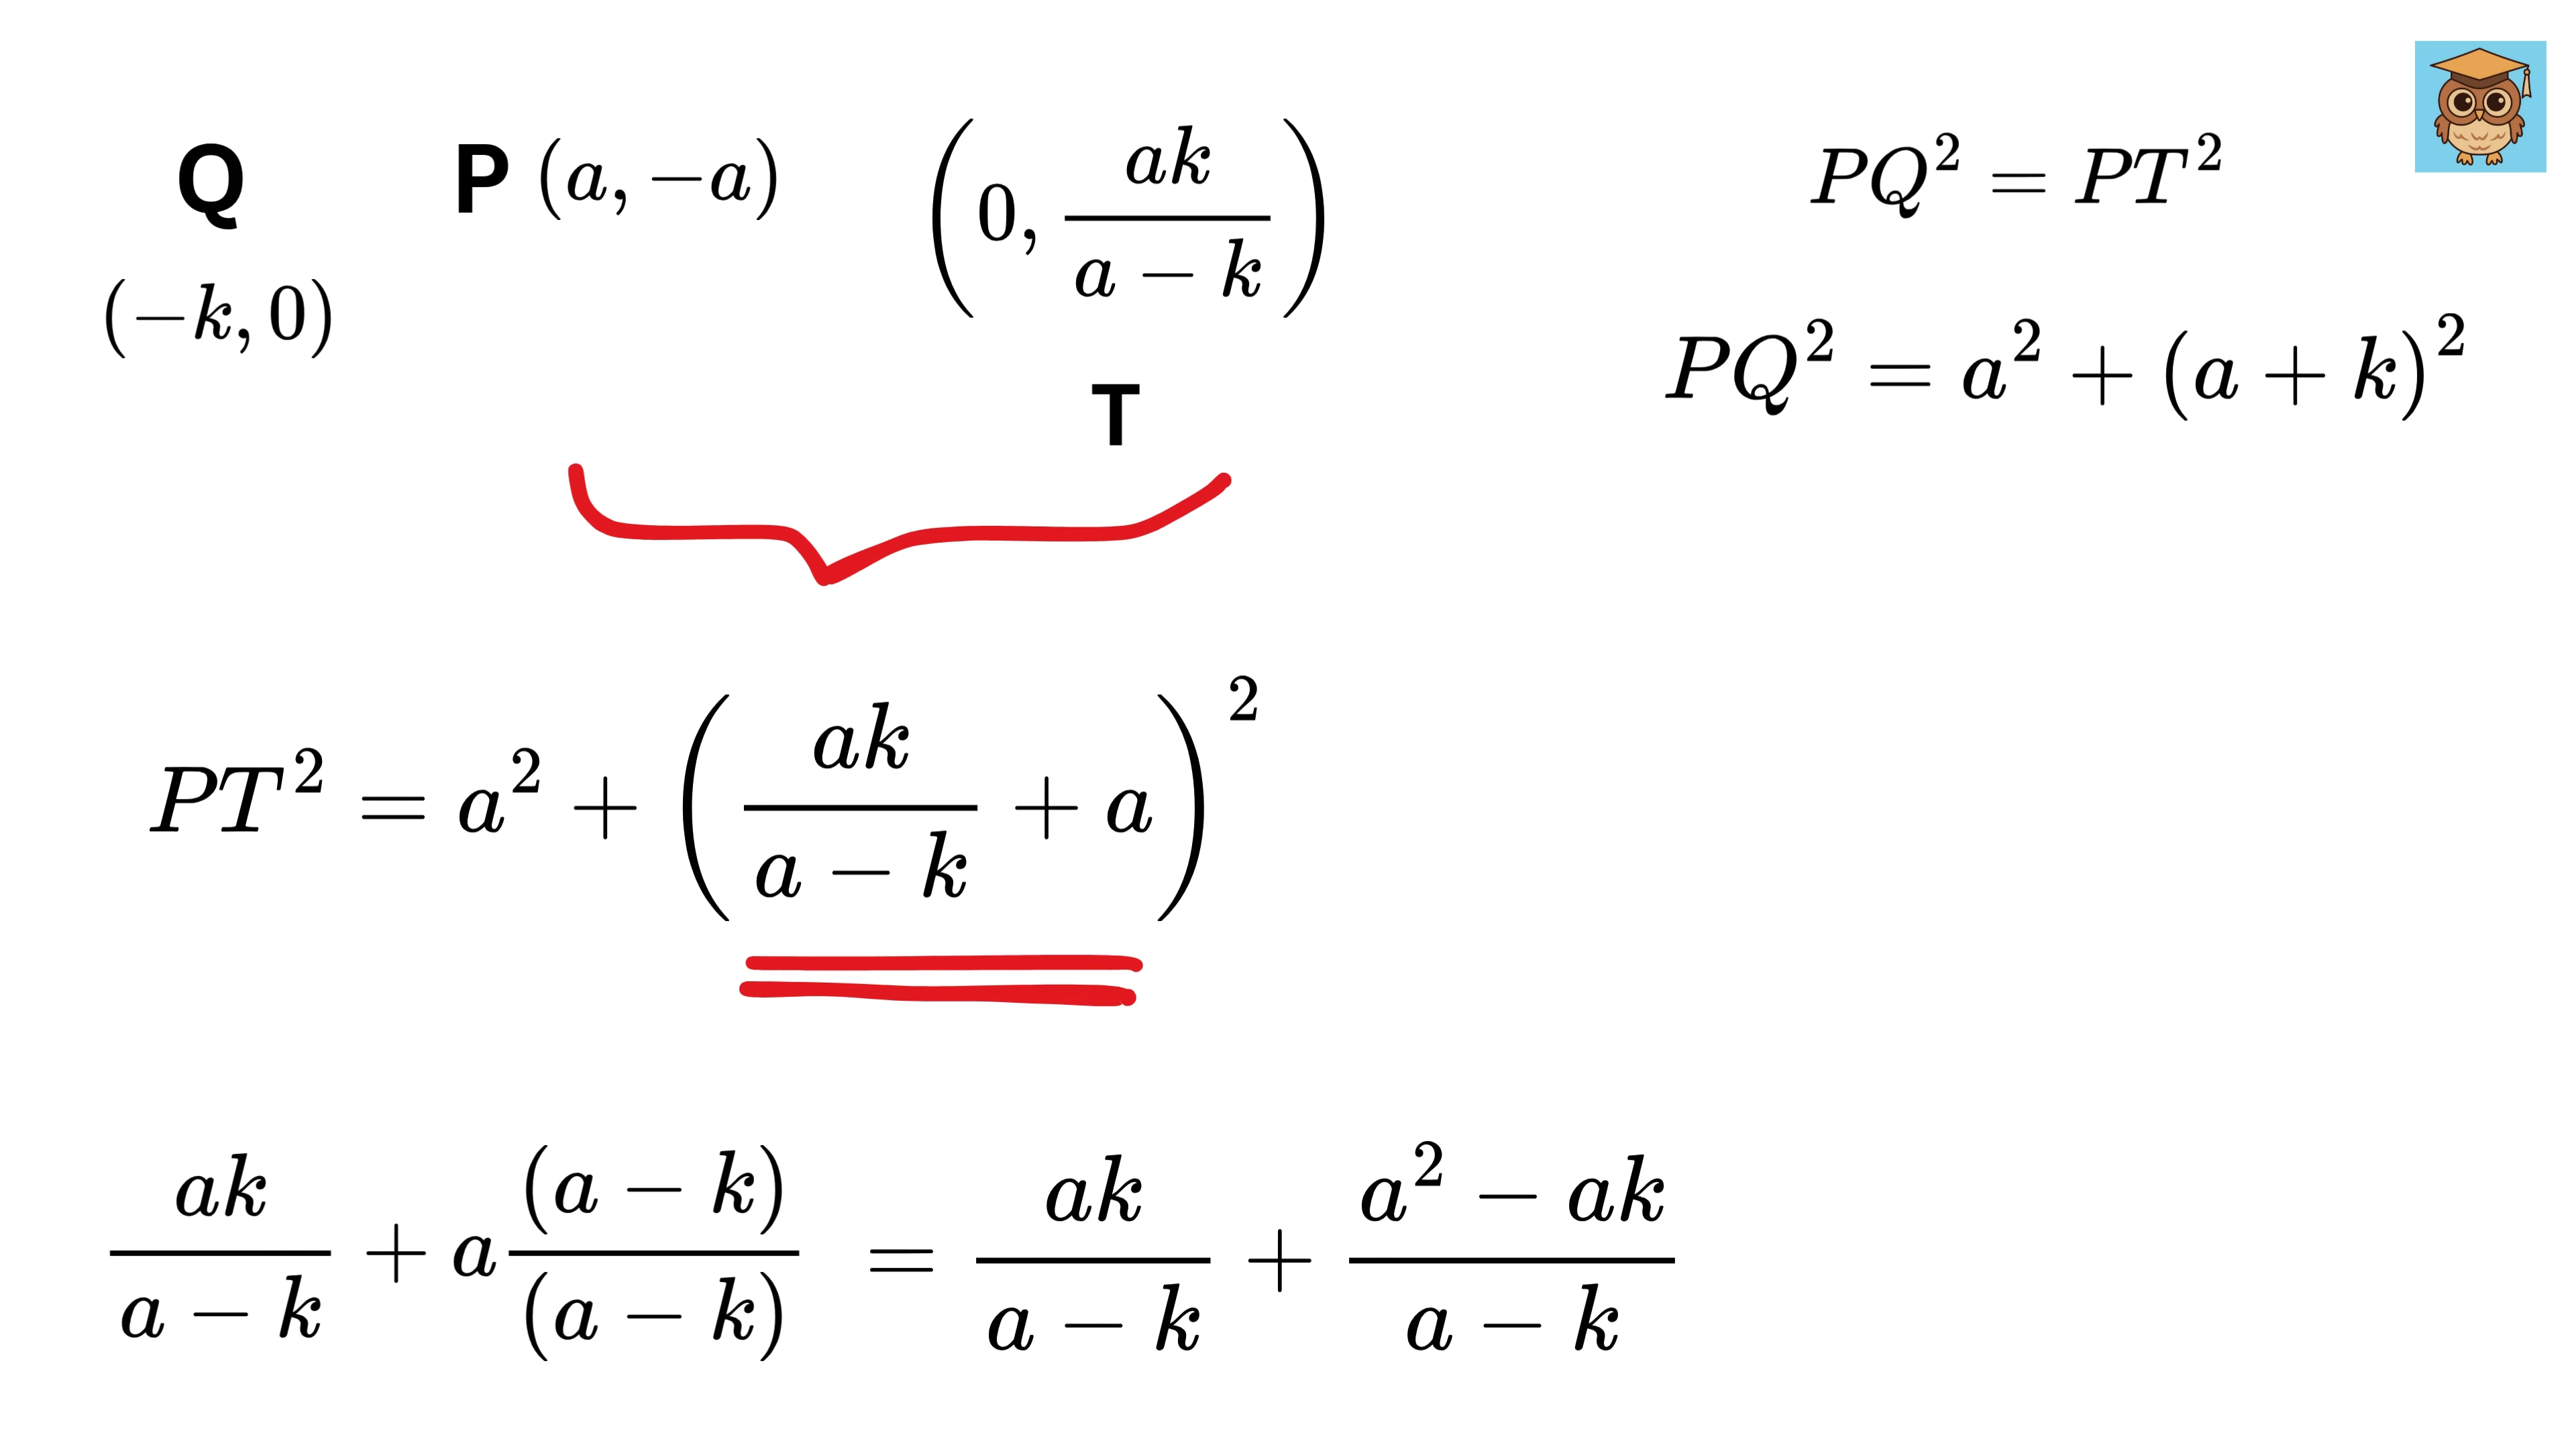 Q P (a, −a) (0, ak/(a − k))
(−k, 0)
T
PQ² = PT²
PQ² = a² + (a + k)²
PT² = a² + (ak/(a − k) + a)²
ak/(a − k) + a (a − k)/(a − k) = ak/(a − k) + (a² − ak)/(a − k)